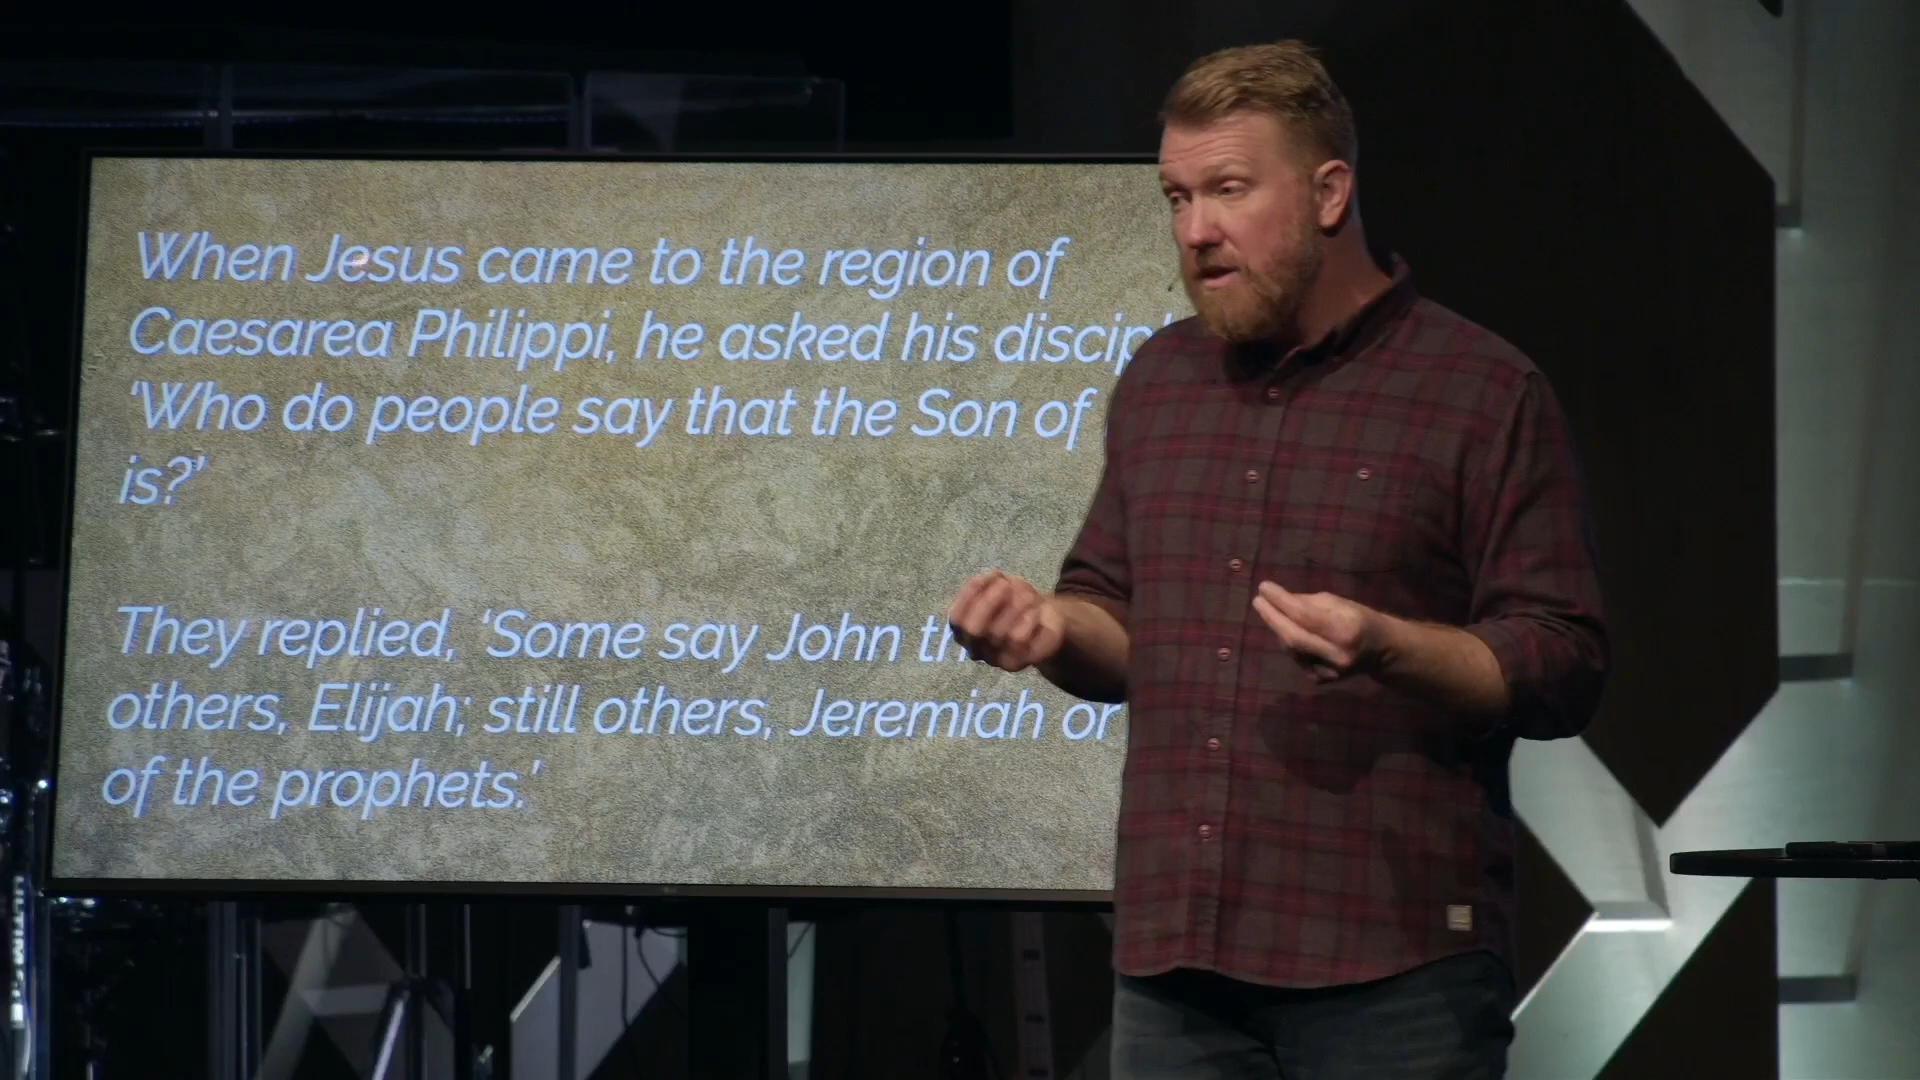 When Jesus came to the region of
Caesarea Philippi, he asked his discip
‘Who do people say that the Son of
is?’
They replied, ‘Some say John th
others, Elijah; still others, Jeremiah or
of the prophets.’